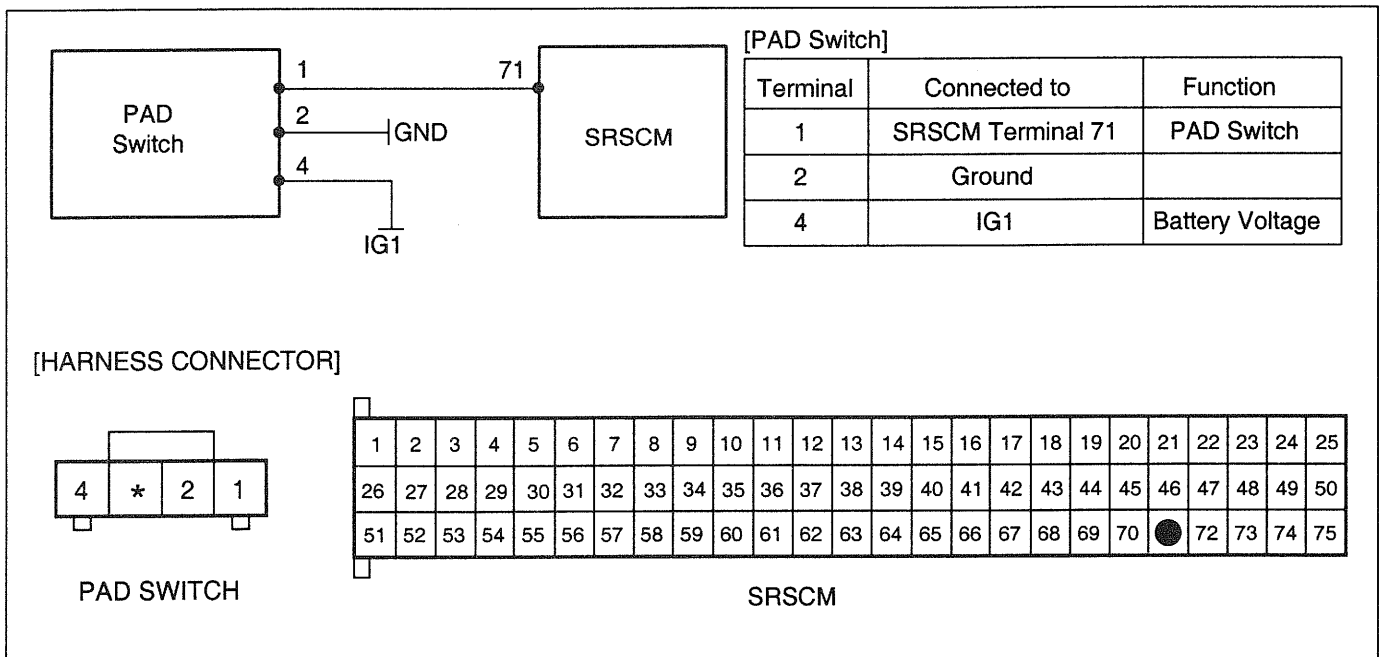 [PAD Switch]
Terminal Connected to Function
1 SRSCM Terminal 71 PAD Switch
2 Ground
4 IG1 Battery Voltage
PAD
Switch
1
2
4
71
GND
IG1
SRSCM
[HARNESS CONNECTOR]
4 * 2 1
PAD SWITCH
1 2 3 4 5 6 7 8 9 10 11 12 13 14 15 16 17 18 19 20 21 22 23 24 25
26 27 28 29 30 31 32 33 34 35 36 37 38 39 40 41 42 43 44 45 46 47 48 49 50
51 52 53 54 55 56 57 58 59 60 61 62 63 64 65 66 67 68 69 70 72 73 74 75
SRSCM